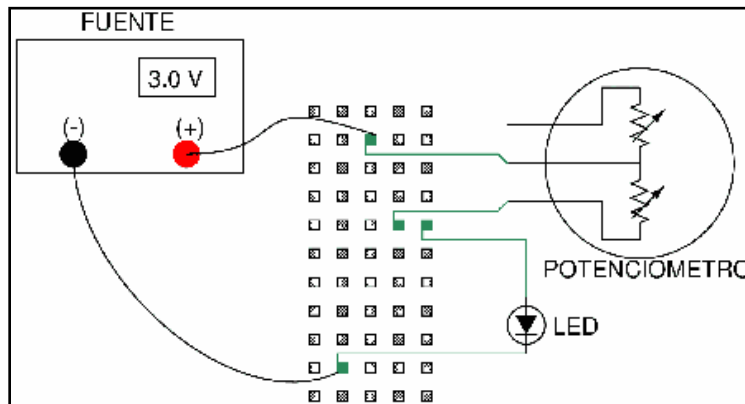 FUENTE
3.0 V
(-)
(+)
POTENCIOMETRO
LED